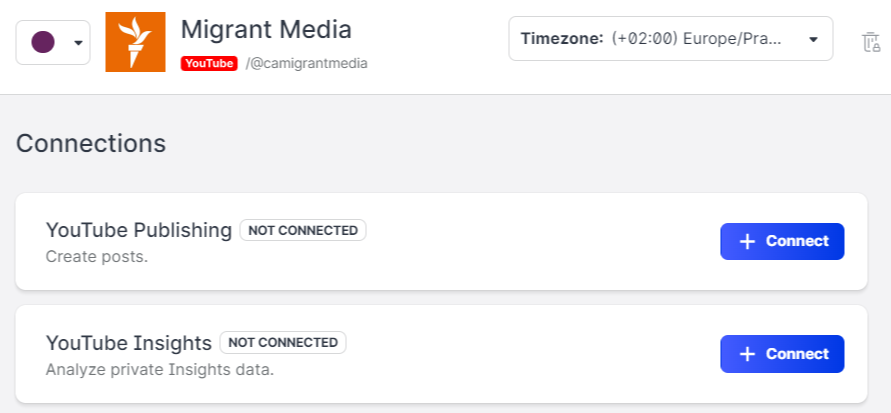 Migrant Media
YouTube /@camigrantmedia
Timezone: (+02:00) Europe/Pra...
Connections
YouTube Publishing NOT CONNECTED
Create posts.
+ Connect
YouTube Insights NOT CONNECTED
Analyze private Insights data.
+ Connect